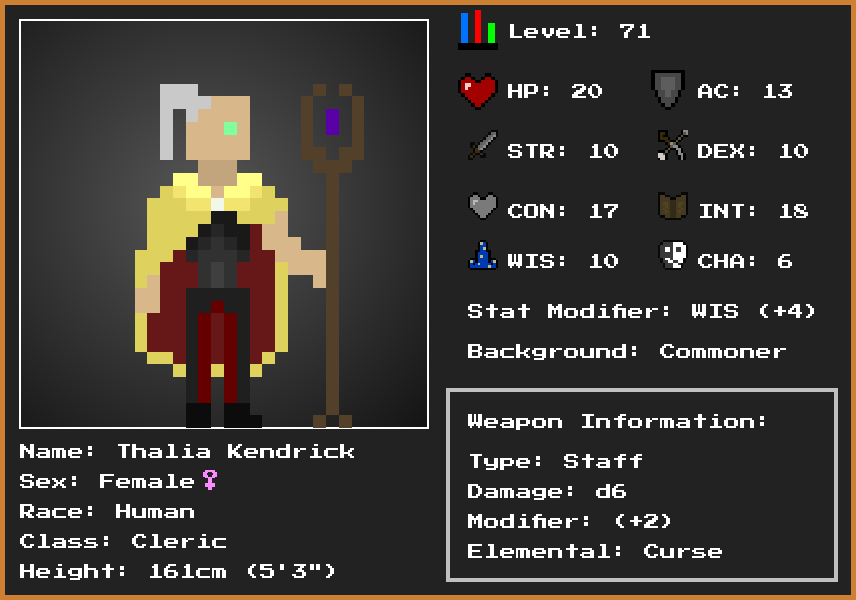 Level: 71
HP: 20 AC: 13
STR: 10 DEX: 10
CON: 17 INT: 18
WIS: 10 CHA: 6
Stat Modifier: WIS (+4)
Background: Commoner
Weapon Information:
Type: Staff
Damage: d6
Modifier: (+2)
Elemental: Curse
Name: Thalia Kendrick
Sex: Female♀
Race: Human
Class: Cleric
Height: 161cm (5'3")